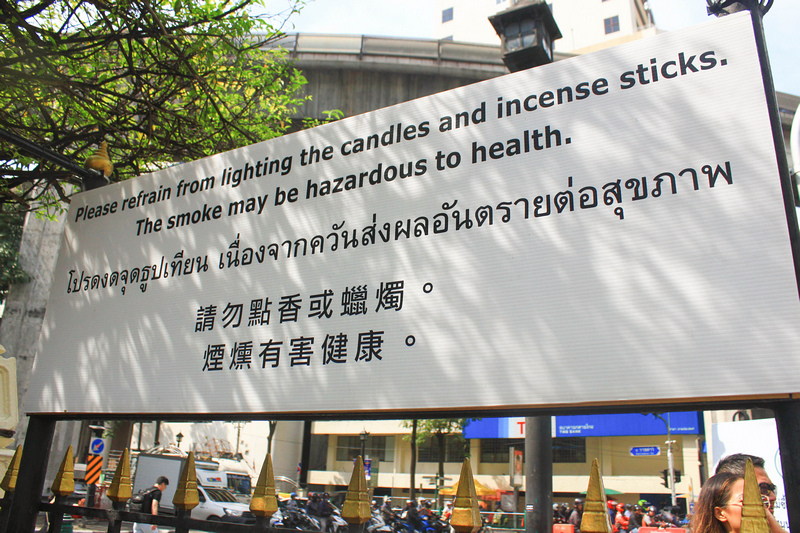 Please refrain from lighting the candles and incense sticks.
The smoke may be hazardous to health.
โปรดงดจุดธูปเทียน เนื่องจากควันส่งผลอันตรายต่อสุขภาพ
請勿點香或蠟燭。
煙燻有害健康。